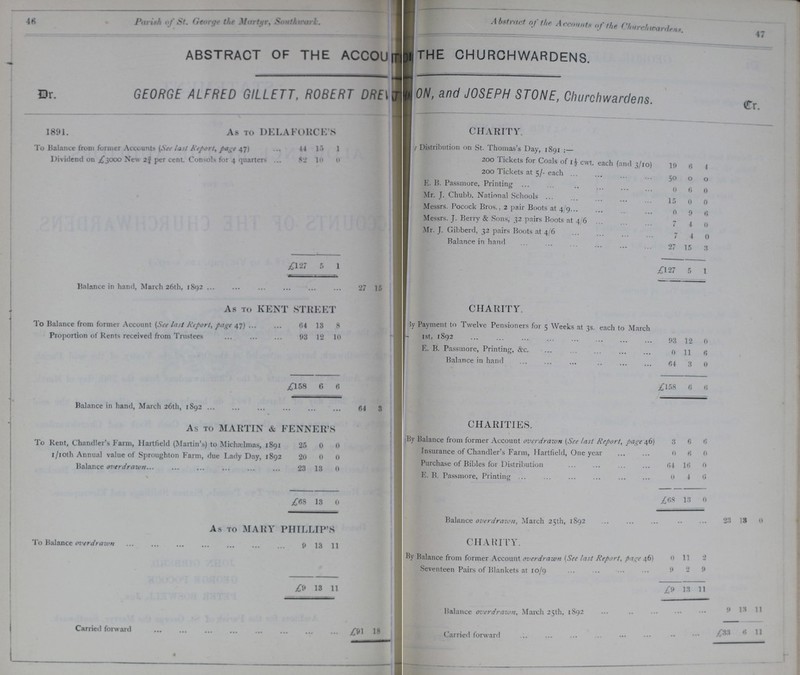 46 Parish of St. George the Martyr, Southwark.
ABSTRACT OF THE ACCOU
Dr. GEORGE ALFRED GILLETT, ROBERT DREW
1891. As to DELAFORCE'S
To Balance from former Accounts (See last Report, page 47) ... 44 15 1
Dividend on £3000 New 2¾ per cent. Consols for 4 quarters ... 82 10 0
£127 5 1
Balance in hand, March 26th, 1892 ... ... ... ... ... ... 27 15
As to KENT STREET
To Balance from former Account (See last Report, page 47) ... ... 64 13 8
Proportion of Rents received from Trustees ... ... ... ... 93 12 10
£158 6 6
Balance in hand, March 26th, 1892 ... ... ... ... ... ... 64 3
As to MARTIN & FENNER'S
To Rent, Chandler's Farm, Hartfield (Martin's) to Michælmas, 1891 25 0 0
1/10th Annual value of Sproughton Farm, due Lady Day, 1892 20 0 0
Balance overdrawn... ... ... ... ... ... ... ... 23 13 0
£68 13 0
As to MARY PHILLIP'S
To Balance overdrawn ... ... ... ... ... ... ... 9 13 11
£9 13 11
Carried forward ... ... ... ... ... ... ... ... £91 18
Abstract of the Accounts of the Churchwardens. 47
THE CHURCHWARDENS.
ON, and JOSEPH STONE, Churchwardens. Cr.
CHARITY.
Distribution on St. Thomas's Day, 1891 ;—
200 Tickets for Coals of 1½ cwt. each (and 3/10) 19 6 4
200 Tickets at 5/- each ... ... ... ... ... 50 0 0
E. B. Passmore, Printing ... ... ... ... ... ... 0 6 0
Mr. J. Chubb, National Schools ... ... ... ... ... 15 0 0
Messrs. Pocock Bros., 2 pair Boots at 4/9... ... ... ... 0 9 6
Messrs. J. Berry & Sons, 32 pairs Boots at 4/6 ... ... ... 7 4 0
Mr. J. Gibberd, 32 pairs Boots at 4/6 ... ... ... ... 7 4 0
Balance in hand ... ... ... ... ... ... 27 15 3
£127 5 1
CHARITY.
By Payment to Twelve Pensioners for 5 Weeks at 3s. each to March
1st, 1892 ... ... ... ... ... ... ... ... 93 12 0
E. B. Passmore, Printing, &c. ... ... ... ... ... ... 0 11 6
Balance in hand ... ... ... ... ... ... ... 64 3 0
£158 6 6
CHARITIES.
By Balance from former Account overdrawn (See last Report, page 46) 3 6 6
Insurance of Chandler's Farm, Hartfield, One year ... ... 0 6 0
Purchase of Bibles for Distribution ... ... ... ... ... 64 16 0
E. B. Passmore, Printing ... ... ... ... ... ... ... 0 4 6
£68 13 0
Balance overdrawn, March 25th, 1892 ... ... ... ... ... 23 13 0
CHARITY.
By Balance from former Account overdrawn (See last Report, page 46) 0 11 2
Seventeen Pairs of Blankets at 10/9 ... ... ... ... ... 9 2 9
£9 13 11
Balance overdrawn, March 25th, 1892 ... ... ... ... ... 9 13 11
Carried forward ... ... ... ... ... ... ... ... £33 6 11